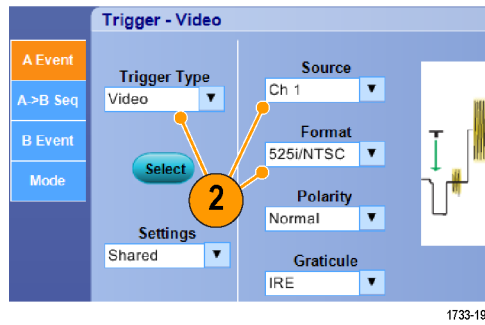 Trigger - Video
A Event
A->B Seq
B Event
Mode
Trigger Type
Video
Select
Settings
Shared
2
Source
Ch 1
Format
525i/NTSC
Polarity
Normal
Graticule
IRE
1733-19